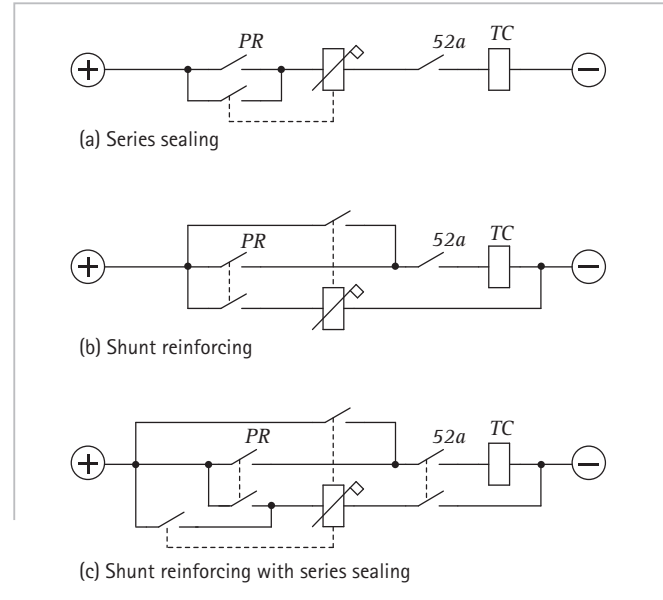 PR 52a TC
+ −
(a) Series sealing
PR 52a TC
+ −
(b) Shunt reinforcing
PR 52a TC
+ −
(c) Shunt reinforcing with series sealing